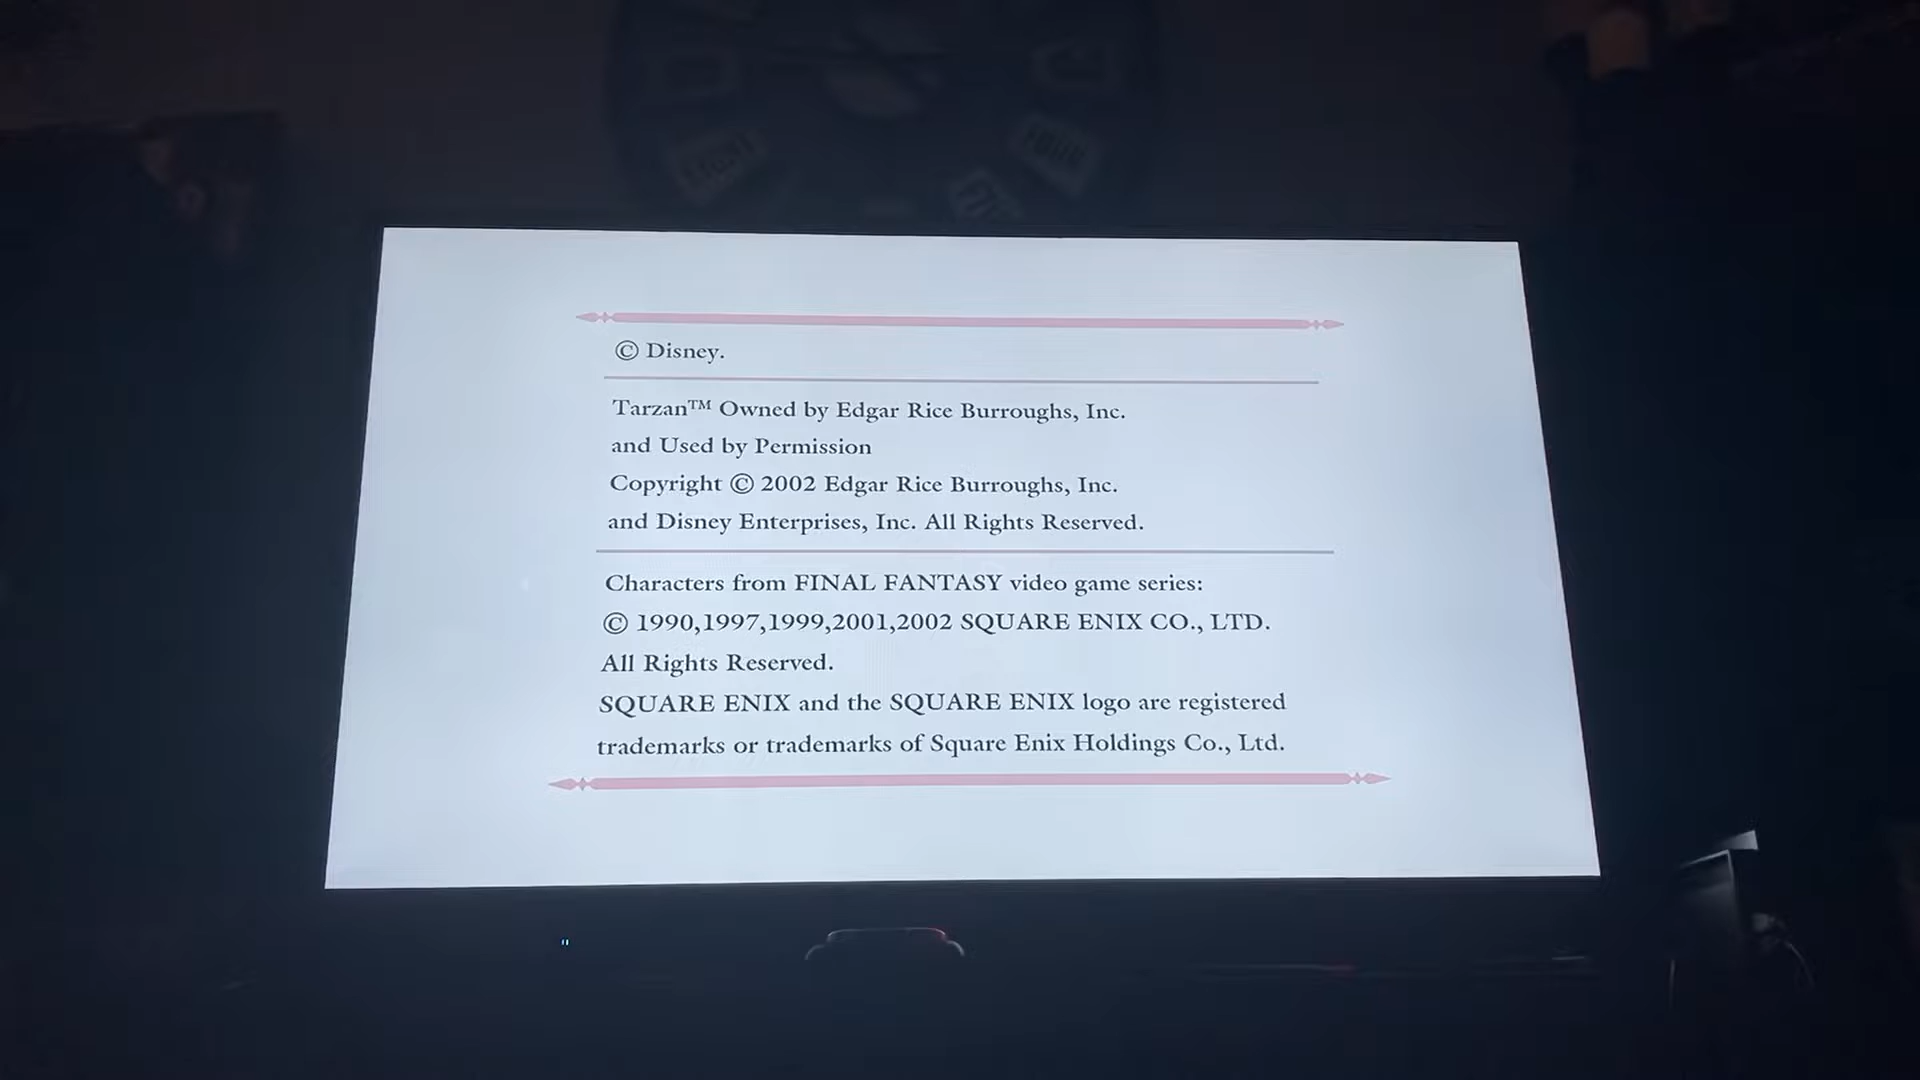 © Disney.
Tarzan™ Owned by Edgar Rice Burroughs, Inc.
and Used by Permission
Copyright © 2002 Edgar Rice Burroughs, Inc.
and Disney Enterprises, Inc. All Rights Reserved.
Characters from FINAL FANTASY video game series:
© 1990,1997,1999,2001,2002 SQUARE ENIX CO., LTD.
All Rights Reserved.
SQUARE ENIX and the SQUARE ENIX logo are registered
trademarks or trademarks of Square Enix Holdings Co., Ltd.